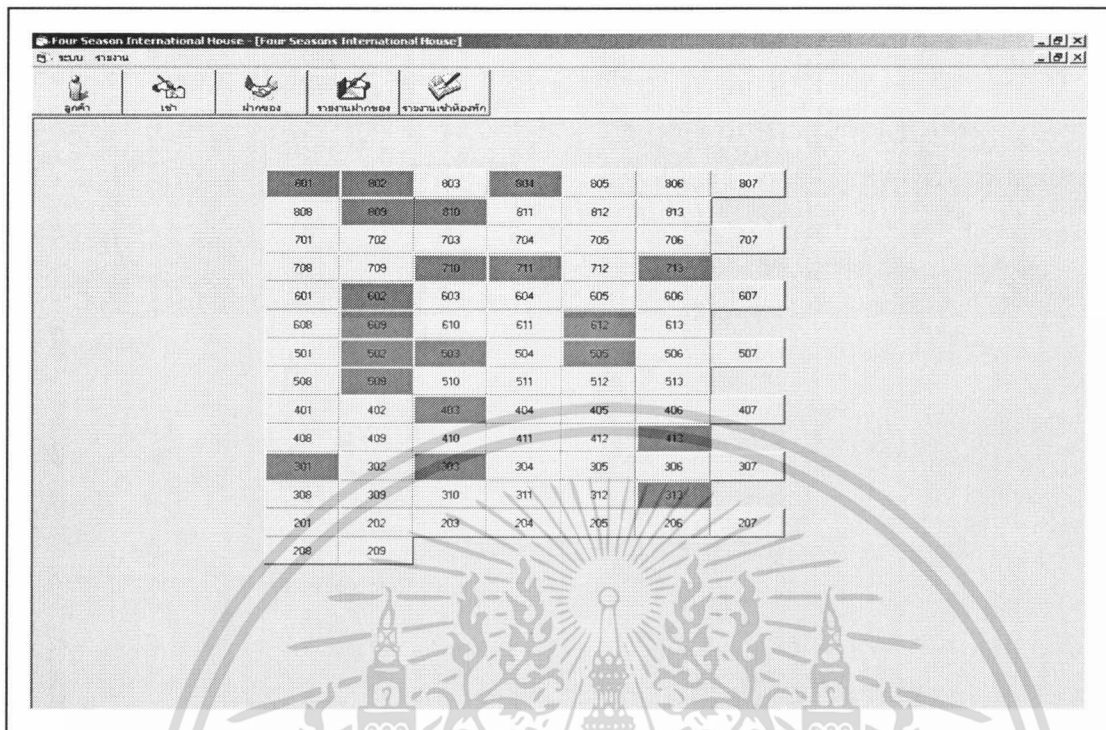 Four Season International House - [Four Seasons International House]
ระบบ รายงาน
ลูกค้า เช่า ฝากของ รายงานฝากของ รายงานเช่าห้องพัก
801 802 803 804 805 806 807
808 809 810 811 812 813
701 702 703 704 705 706 707
708 709 710 711 712 713
601 602 603 604 605 606 607
608 609 610 611 612 613
501 502 503 504 505 506 507
508 509 510 511 512 513
401 402 403 404 405 406 407
408 409 410 411 412 413
301 302 303 304 305 306 307
308 309 310 311 312 313
201 202 203 204 205 206 207
208 209